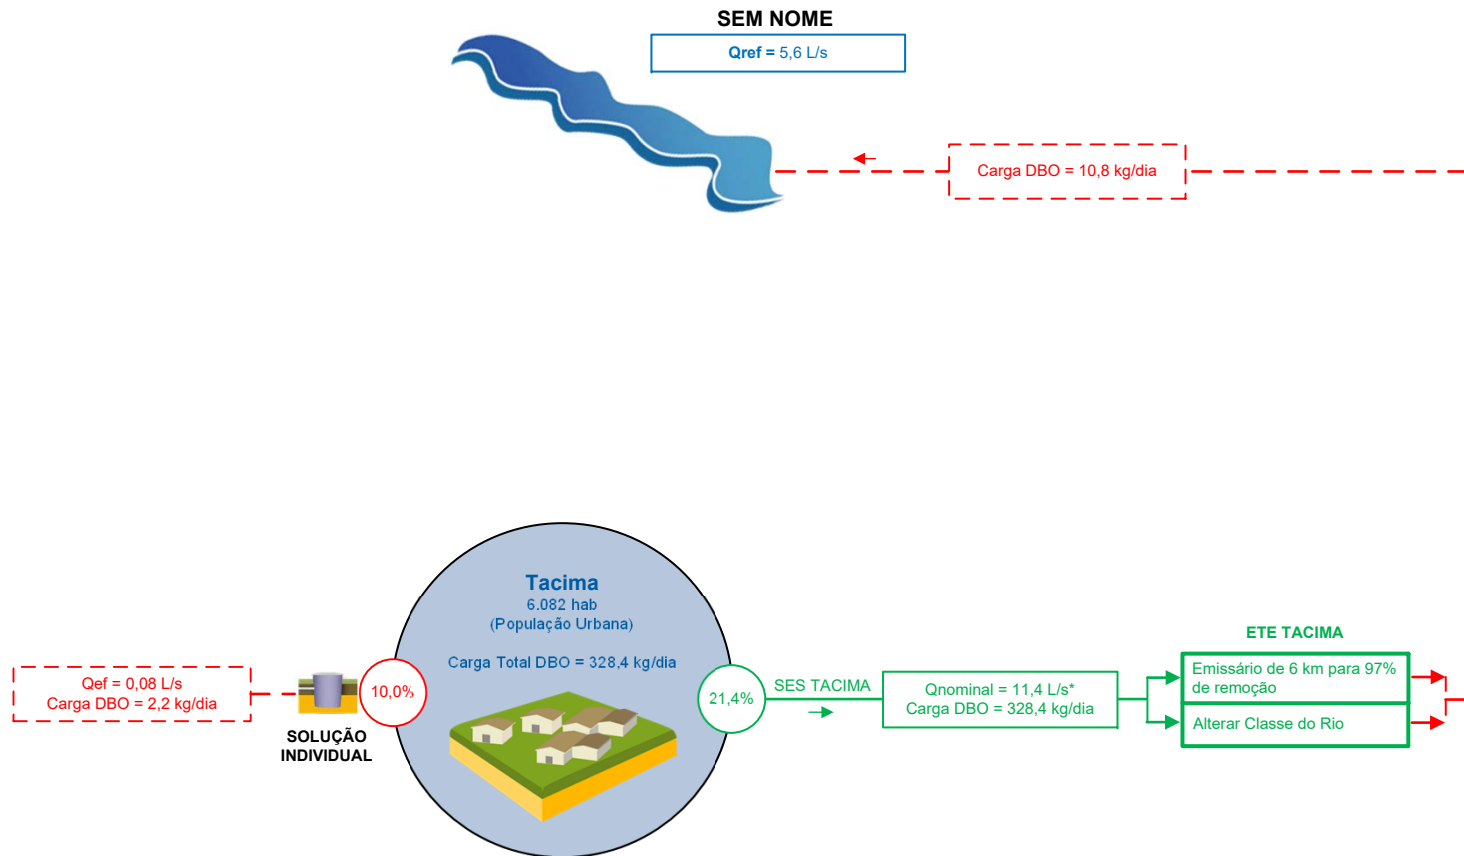 SEM NOME
Qref = 5,6 L/s
Carga DBO = 10,8 kg/dia
Tacima
6.082 hab
(População Urbana)
Carga Total DBO = 328,4 kg/dia
Qef = 0,08 L/s
Carga DBO = 2,2 kg/dia
SOLUÇÃO
INDIVIDUAL
10,0%
21,4%
SES TACIMA
Qnominal = 11,4 L/s*
Carga DBO = 328,4 kg/dia
ETE TACIMA
Emissário de 6 km para 97%
de remoção
Alterar Classe do Rio